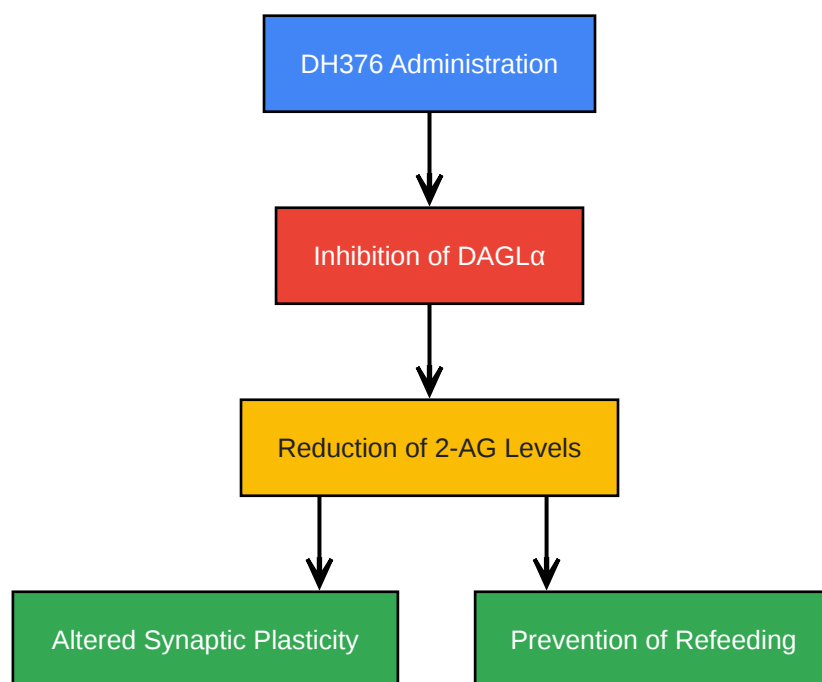 DH376 Administration
Inhibition of DAGLα
Reduction of 2-AG Levels
Altered Synaptic Plasticity
Prevention of Refeeding